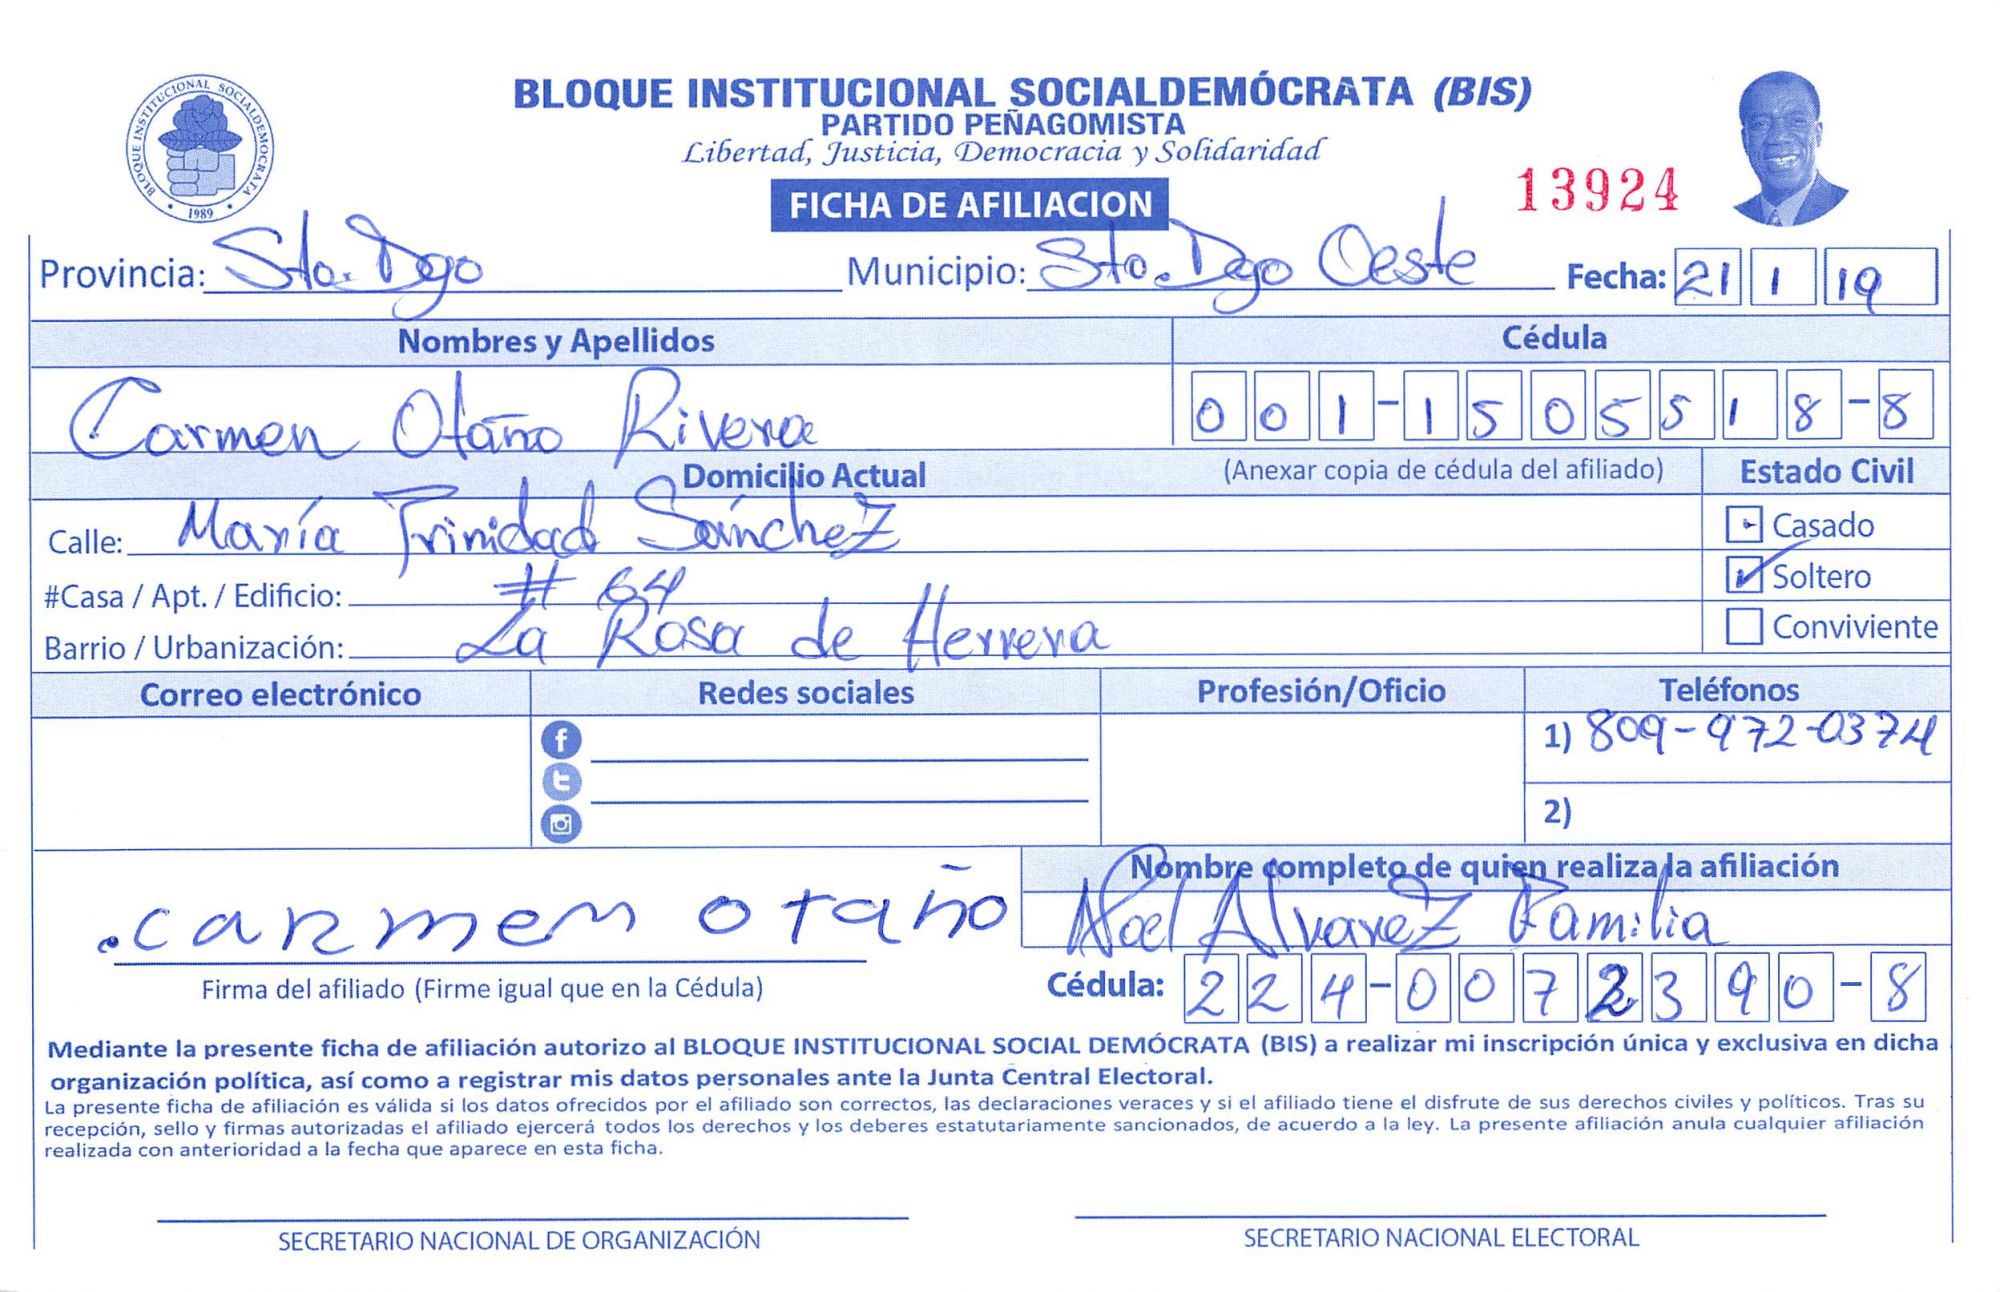 BLOQUE INSTITUCIONAL SOCIALDEMÓCRATA (BIS)
PARTIDO PEÑAGOMISTA
Libertad, Justicia, Democracia y Solidaridad
BLOQUE INSTITUCIONAL SOCIALDEMOCRATA
1989
FICHA DE AFILIACION
13924
Provincia: Sto. Dgo Municipio: Sto. Dgo Oeste Fecha: 21 1 19
Nombres y Apellidos Cédula
Carmen Otaño Rivera 001-1505518-8
Domicilio Actual (Anexar copia de cédula del afiliado) Estado Civil
Calle: María Trinidad Sánchez Casado
#Casa / Apt. / Edificio: # 64 Soltero
Barrio / Urbanización: La Rosa de Herrera Conviviente
Correo electrónico Redes sociales Profesión/Oficio Teléfonos
1) 809-972-0374
2)
Nombre completo de quien realiza la afiliación
.carmen otaño Noel Alvarez Familia
Firma del afiliado (Firme igual que en la Cédula) Cédula: 224-0072390-8
Mediante la presente ficha de afiliación autorizo al BLOQUE INSTITUCIONAL SOCIAL DEMÓCRATA (BIS) a realizar mi inscripción única y exclusiva en dicha
organización política, así como a registrar mis datos personales ante la Junta Central Electoral.
La presente ficha de afiliación es válida si los datos ofrecidos por el afiliado son correctos, las declaraciones veraces y si el afiliado tiene el disfrute de sus derechos civiles y políticos. Tras su
recepción, sello y firmas autorizadas el afiliado ejercerá todos los derechos y los deberes estatutariamente sancionados, de acuerdo a la ley. La presente afiliación anula cualquier afiliación
realizada con anterioridad a la fecha que aparece en esta ficha.
SECRETARIO NACIONAL DE ORGANIZACIÓN SECRETARIO NACIONAL ELECTORAL